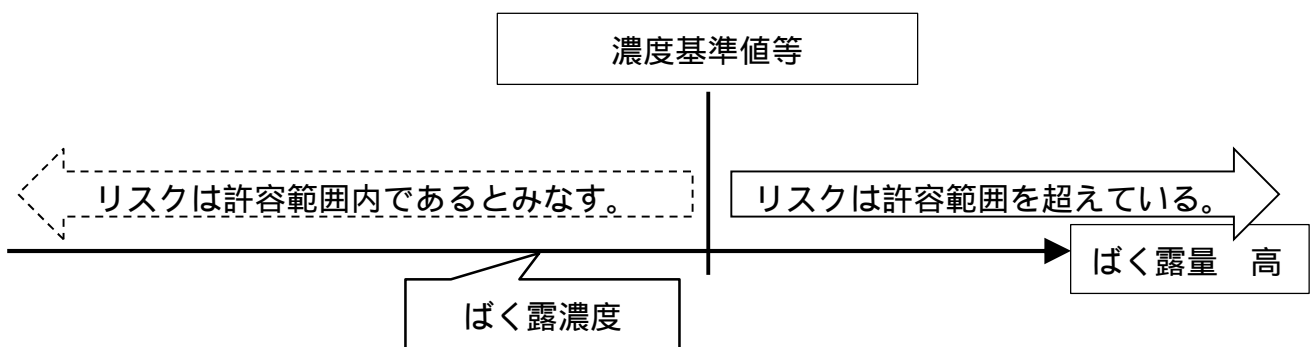 濃度基準値等
リスクは許容範囲内であるとみなす。
リスクは許容範囲を超えている。
ばく露量　高
ばく露濃度